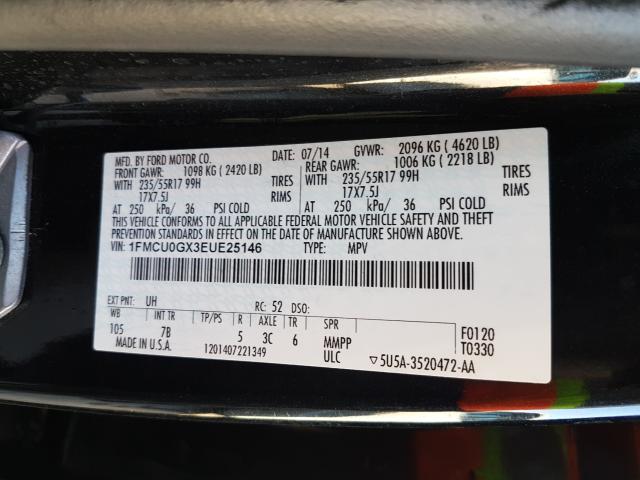 MFD. BY FORD MOTOR CO. DATE: 07/14 GVWR: 2096 KG ( 4620 LB)
FRONT GAWR: 1098 KG ( 2420 LB) REAR GAWR: 1006 KG ( 2218 LB)
WITH 235/55R17 99H TIRES WITH 235/55R17 99H TIRES
17X7.5J RIMS 17X7.5J RIMS
AT 250 kPa/ 36 PSI COLD AT 250 kPa/ 36 PSI COLD
THIS VEHICLE CONFORMS TO ALL APPLICABLE FEDERAL MOTOR VEHICLE SAFETY AND THEFT
PREVENTION STANDARDS IN EFFECT ON THE DATE OF MANUFACTURE SHOWN ABOVE.
VIN: 1FMCU0GX3EUE25146 TYPE: MPV
EXT PNT: UH RC: 52 DSO:
WB INT TR TP/PS R AXLE TR SPR F0120
105 7B 5 3C 6 MMPP T0330
MADE IN U.S.A. 1201407221349 ULC ▽5U5A-3520472-AA